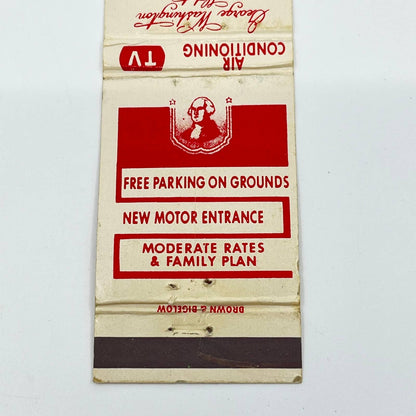 George Washington
AIR
CONDITIONING
TV
FREE PARKING ON GROUNDS
NEW MOTOR ENTRANCE
MODERATE RATES
& FAMILY PLAN
BROWN & BIGELOW